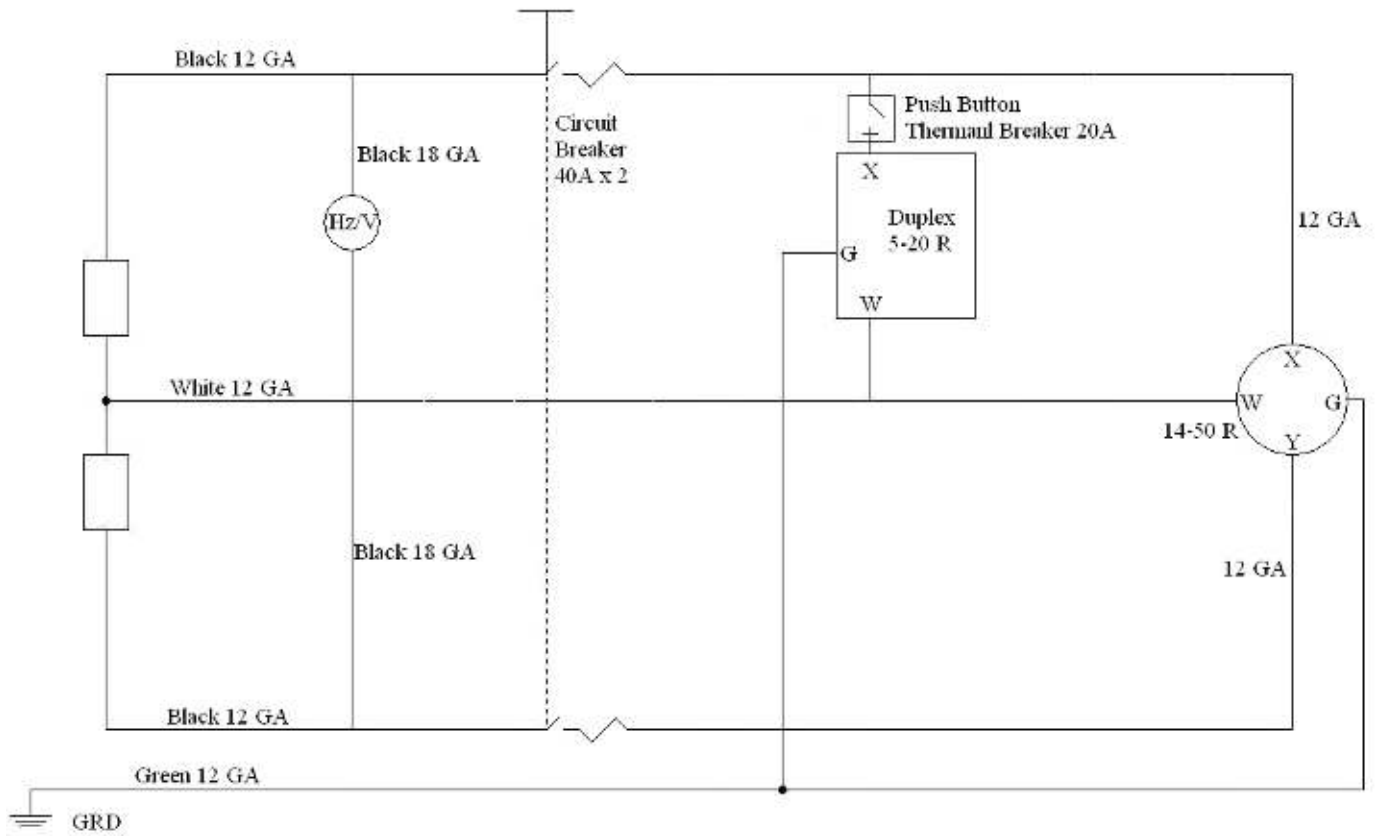 Black 12 GA
Black 18 GA
Hz/V
Circuit
Breaker
40A x 2
Push Button
Thermanl Breaker 20A
X
Duplex
5-20 R
G
W
12 GA
White 12 GA
X
W
G
Y
14-50 R
Black 18 GA
12 GA
Black 12 GA
Green 12 GA
GRD